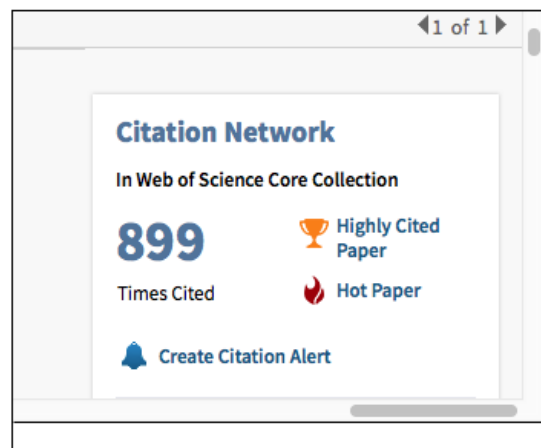 1 of 1
Citation Network
In Web of Science Core Collection
899
Times Cited
Highly Cited
Paper
Hot Paper
Create Citation Alert